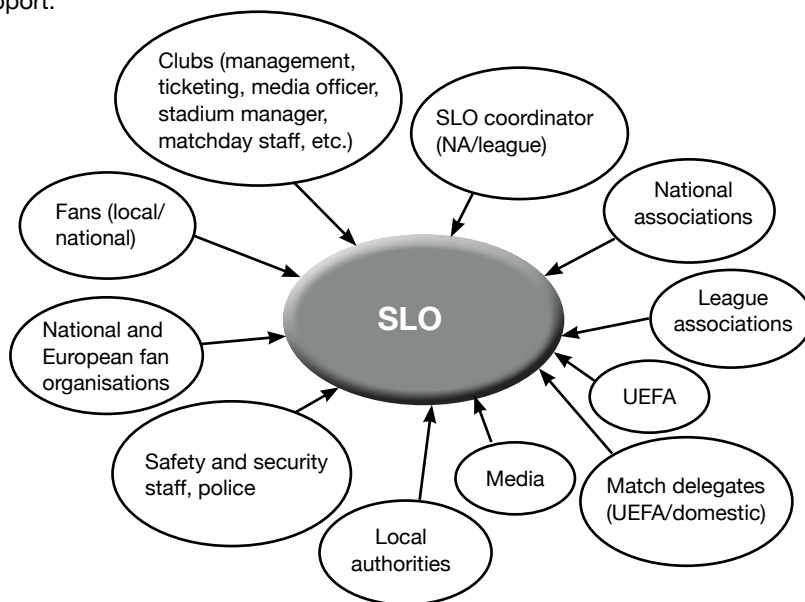 Clubs (management,
ticketing, media officer,
stadium manager,
matchday staff, etc.)
SLO coordinator
(NA/league)
National
associations
Fans (local/
national)
League
associations
SLO
National and
European fan
organisations
UEFA
Safety and security
staff, police
Media
Match delegates
(UEFA/domestic)
Local
authorities